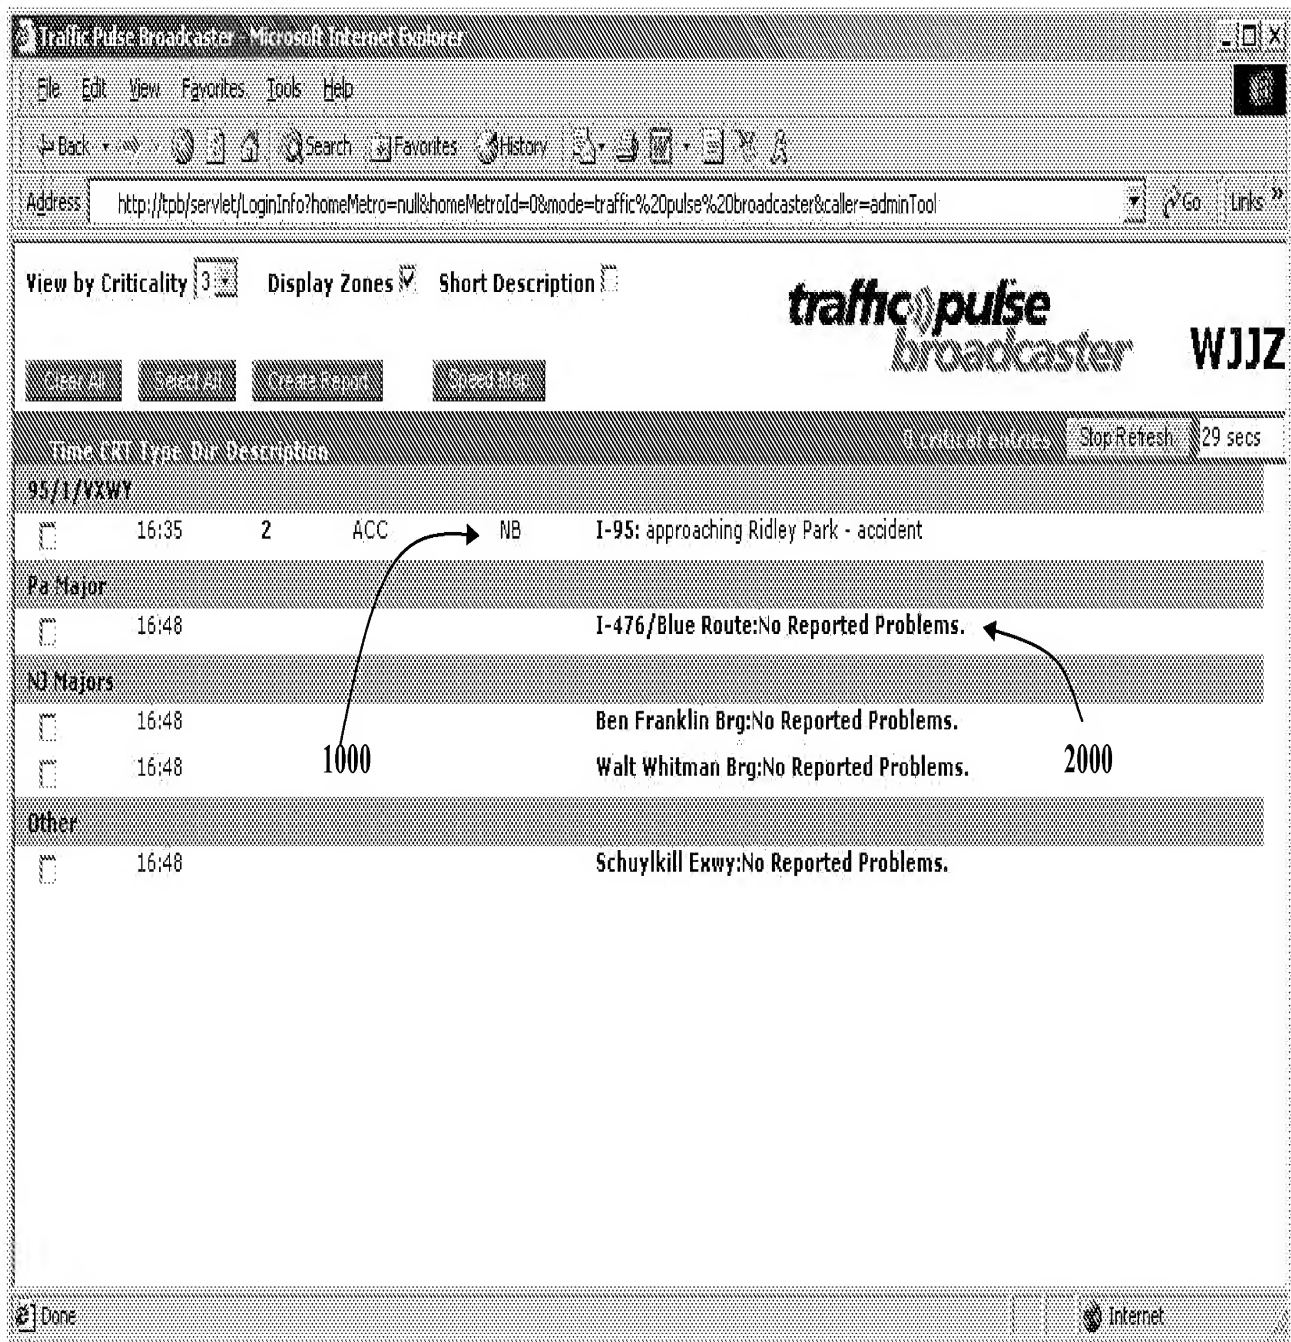 Traffic Pulse Broadcaster - Microsoft Internet Explorer
File Edit View Favorites Tools Help
Back Search Favorites History
Address http://tpb/servlet/LoginInfo?homeMetro=null&homeMetroId=0&mode=traffic%20pulse%20broadcaster&caller=adminTool Go Links »
View by Criticality 3 Display Zones Short Description
traffic pulse
broadcaster WJJZ
Clear All Select All Create Report Speed Map
0 critical entries Stop Refresh 29 secs
Time CRT Type Dir Description
95/1/VXWY
16:35 2 ACC NB I-95: approaching Ridley Park - accident
Pa Major
16:48 I-476/Blue Route:No Reported Problems.
NJ Majors
16:48 Ben Franklin Brg:No Reported Problems.
1000 2000
16:48 Walt Whitman Brg:No Reported Problems.
Other
16:48 Schuylkill Exwy:No Reported Problems.
Done Internet